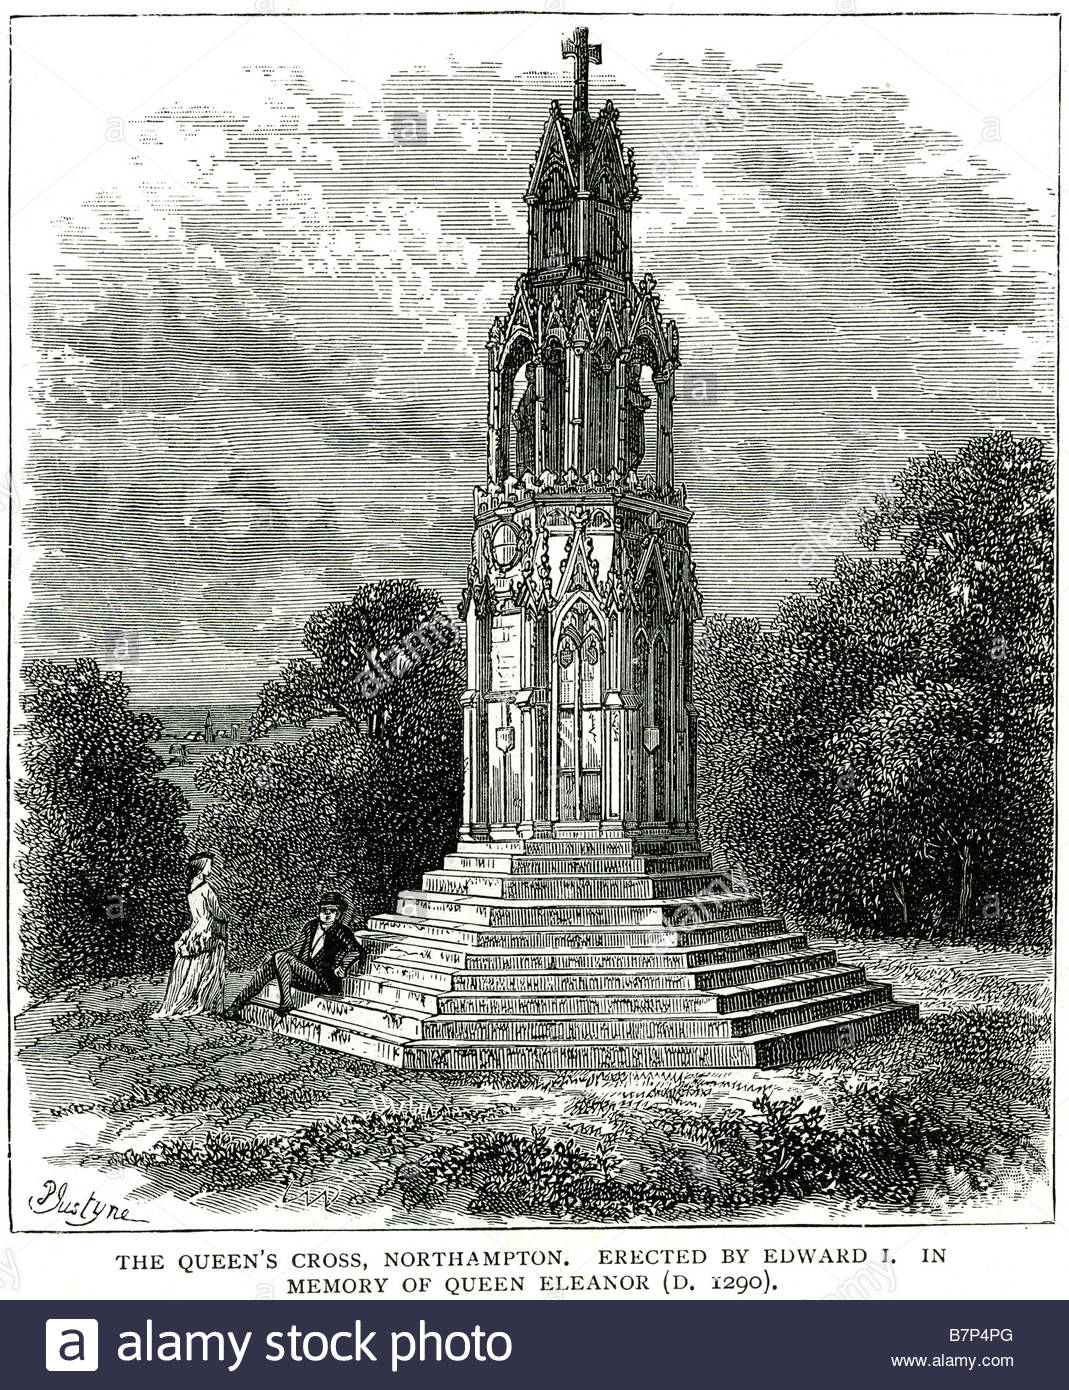 P Justyne
THE QUEEN'S CROSS, NORTHAMPTON. ERECTED BY EDWARD I. IN
MEMORY OF QUEEN ELEANOR (D. 1290).
a alamy stock photo
B7P4PG
www.alamy.com